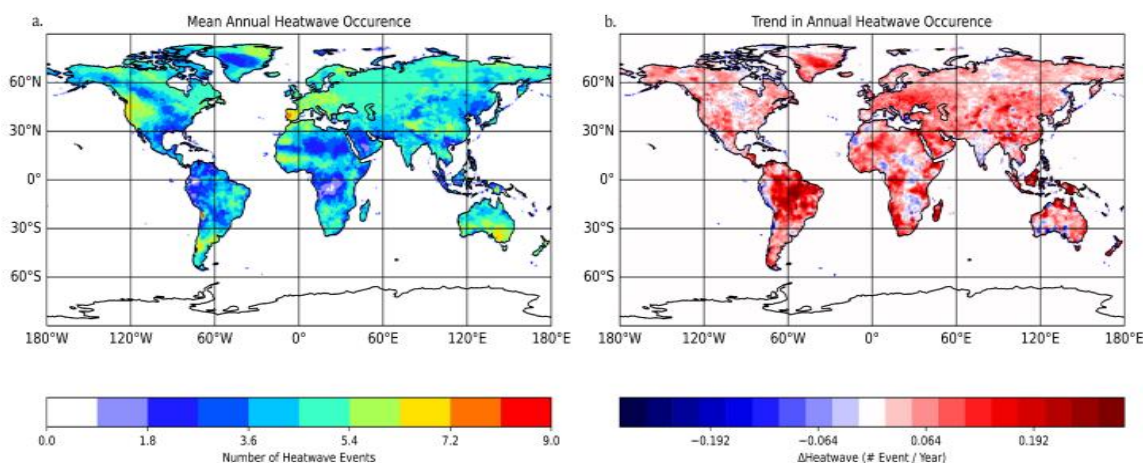 a.
Mean Annual Heatwave Occurence
60°N
30°N
0°
30°S
60°S
180°W 120°W 60°W 0° 60°E 120°E 180°E
0.0 1.8 3.6 5.4 7.2 9.0
Number of Heatwave Events
b.
Trend in Annual Heatwave Occurence
60°N
30°N
0°
30°S
60°S
180°W 120°W 60°W 0° 60°E 120°E 180°E
−0.192 −0.064 0.064 0.192
ΔHeatwave (# Event / Year)